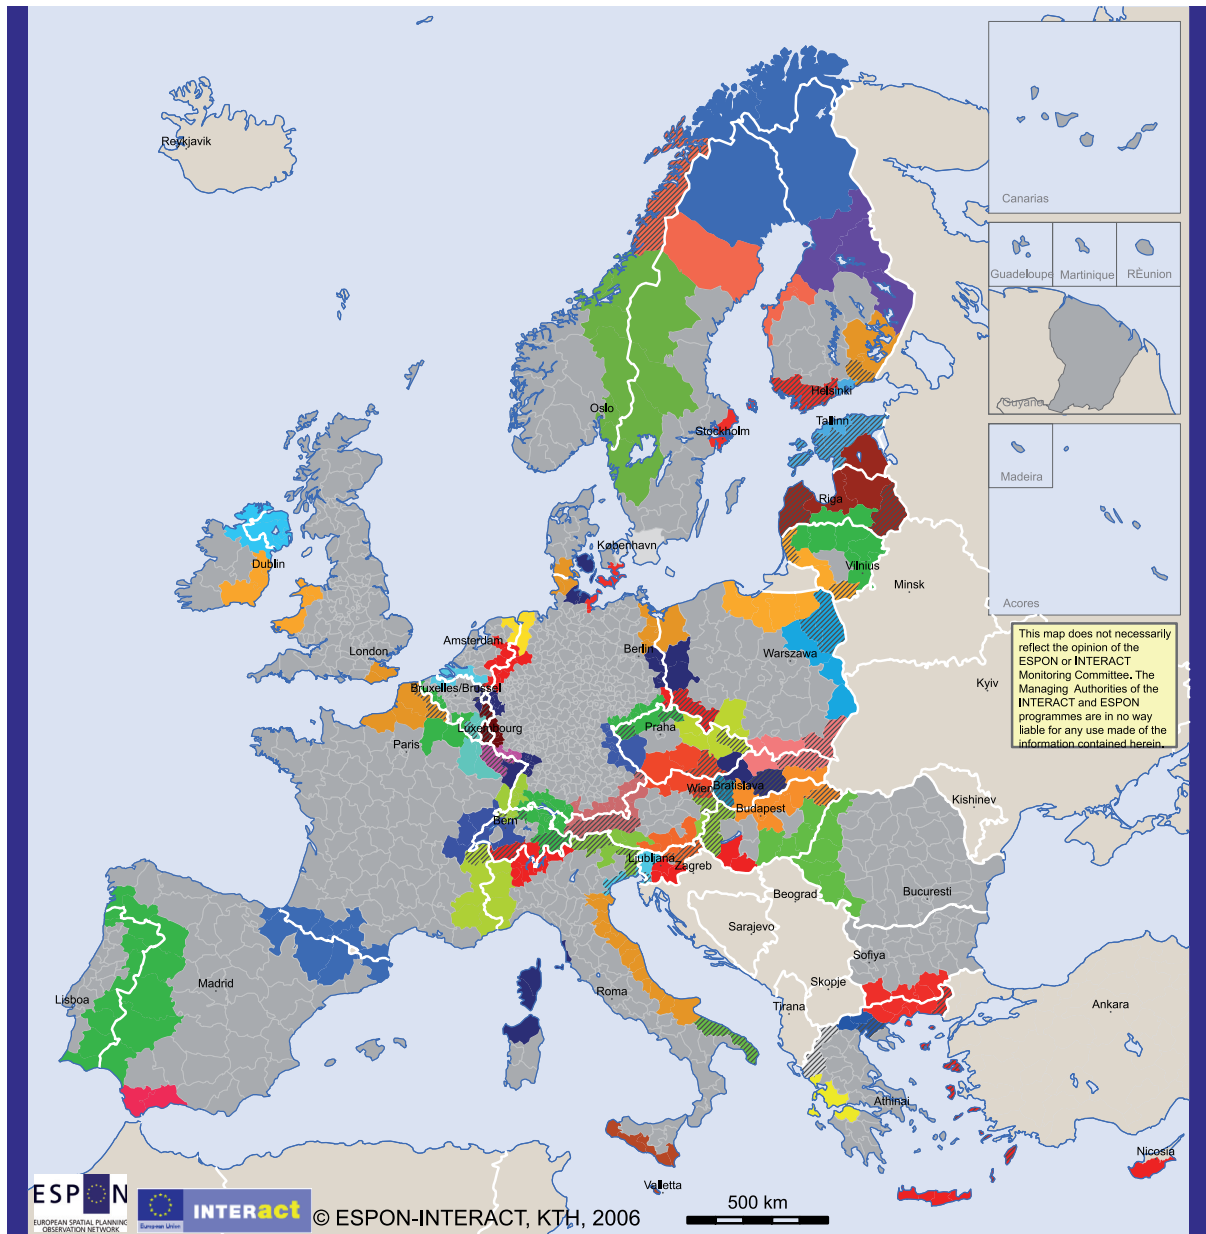 Reykjavik
Canarias
Guadeloupe
Martinique
RÈunion
Guyane
Madeira
Acores
Helsinki
Oslo
Tallinn
Stockholm
Riga
København
Vilnius
Minsk
Dublin
Amsterdam
Berlin
London
Warszawa
Bruxelles/Brussel
Kyiv
Luxembourg
Praha
Paris
Wien
Bratislava
Budapest
Kishinev
Bern
Ljubljana
Zagreb
Beograd
Bucuresti
Sarajevo
Sofiya
Skopje
Madrid
Roma
Lisboa
Tirana
Ankara
Athinai
Nicosia
Valletta
This map does not necessarily
reflect the opinion of the
ESPON or INTERACT
Monitoring Committee. The
Managing Authorities of the
INTERACT and ESPON
programmes are in no way
liable for any use made of the
information contained herein.
ESPON
EUROPEAN SPATIAL PLANNING
OBSERVATION NETWORK
European Union
INTERact
© ESPON-INTERACT, KTH, 2006
500 km